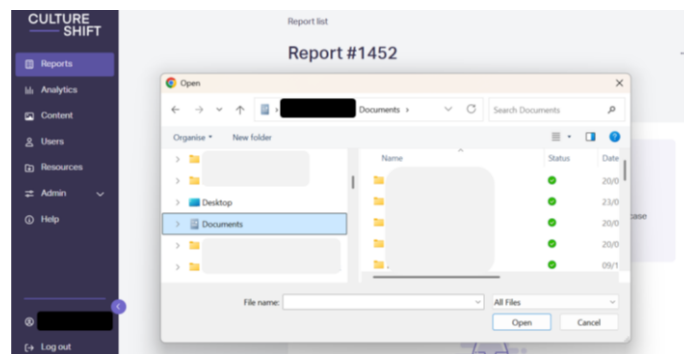 CULTURE
SHIFT
Reports
Analytics
Content
Users
Resources
Admin
Help
Log out
Report list
Report #1452
Open
Documents
Search Documents
Organise
New folder
Desktop
Documents
Name
Status
Date
20/0
23/0
20/0
20/0
09/1
File name:
All Files
Open
Cancel
ase